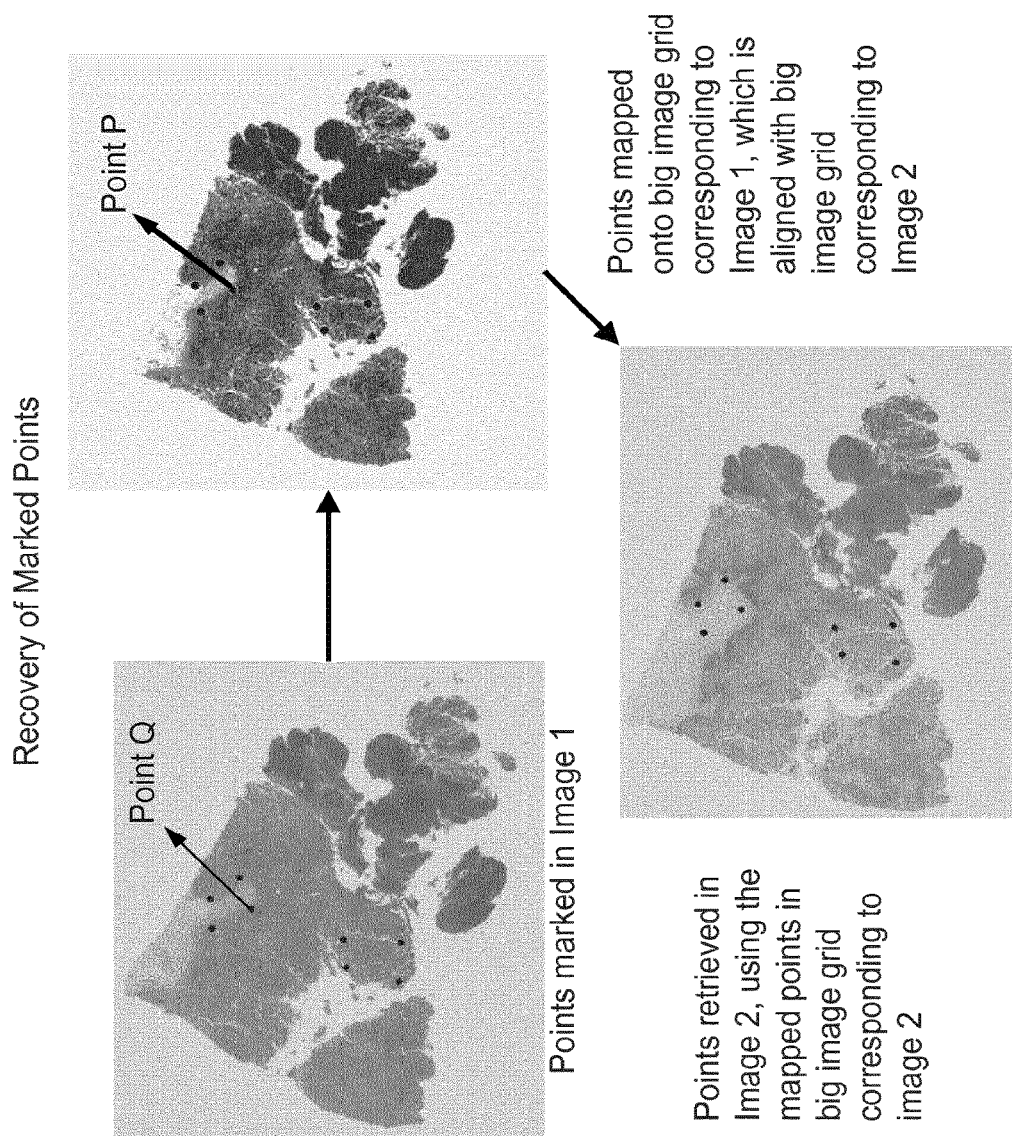 Recovery of Marked Points
Point Q
Points marked in Image 1
Point P
Points mapped
onto big image grid
corresponding to
Image 1, which is
aligned with big
image grid
corresponding to
Image 2
Points retrieved in
Image 2, using the
mapped points in
big image grid
corresponding to
image 2